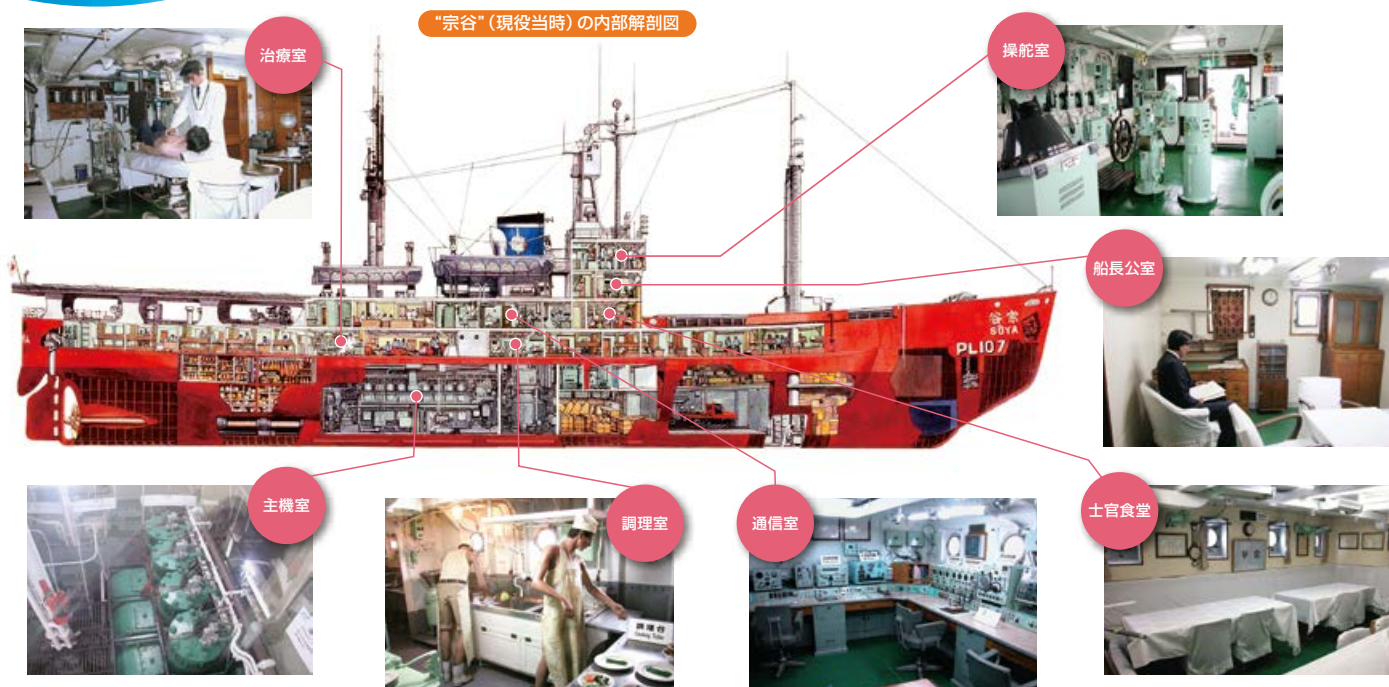 “宗谷”（現役当時）の内部解剖図
治療室
操舵室
船長公室
宗谷
SOYA
PL107
主機室
調理室
調理台
Cooking Table
通信室
士官食堂